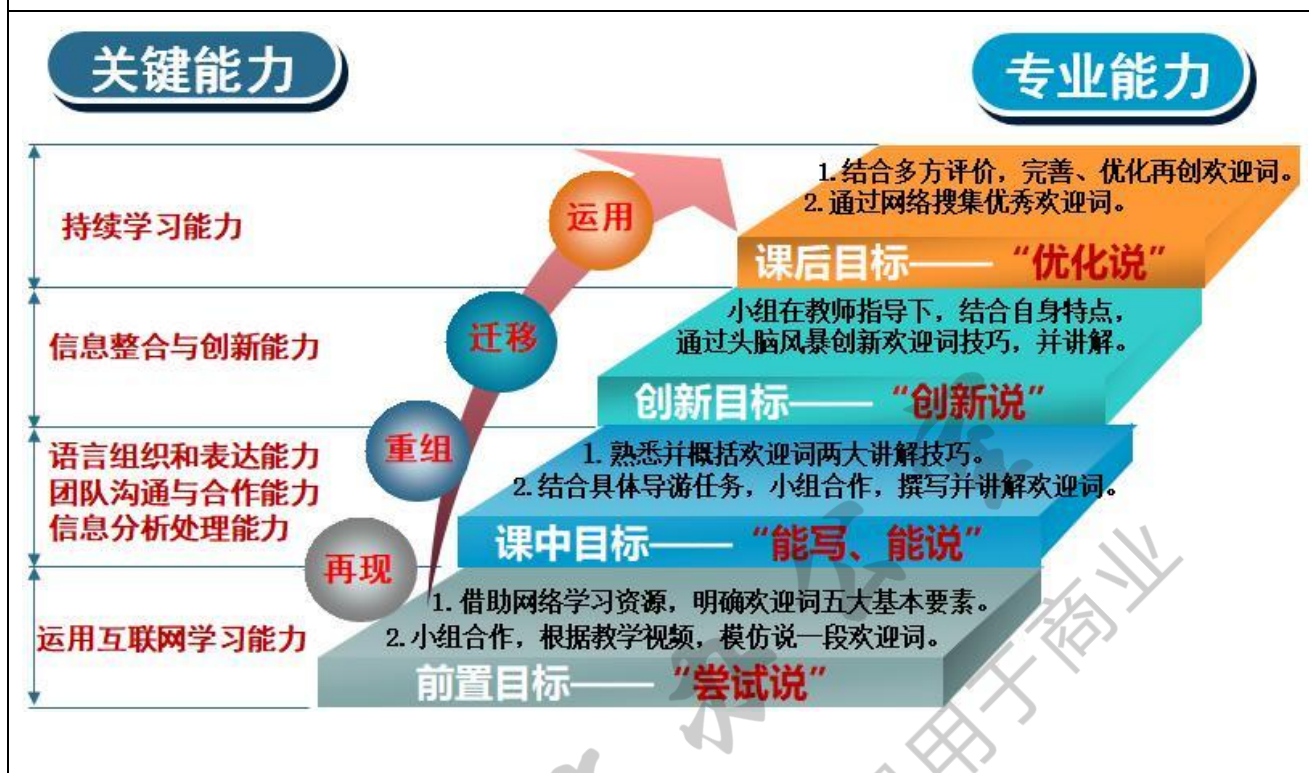 关键能力
专业能力
持续学习能力
运用
1.结合多方评价，完善、优化再创欢迎词。
2.通过网络搜集优秀欢迎词。
课后目标——“优化说”
信息整合与创新能力
迁移
小组在教师指导下，结合自身特点，
通过头脑风暴创新欢迎词技巧，并讲解。
创新目标——“创新说”
语言组织和表达能力
团队沟通与合作能力
信息分析处理能力
重组
1.熟悉并概括欢迎词两大讲解技巧。
2.结合具体导游任务，小组合作，撰写并讲解欢迎词。
课中目标——“能写、能说”
再现
运用互联网学习能力
1.借助网络学习资源，明确欢迎词五大基本要素。
2.小组合作，根据教学视频，模仿说一段欢迎词。
前置目标——“尝试说”
用于商业